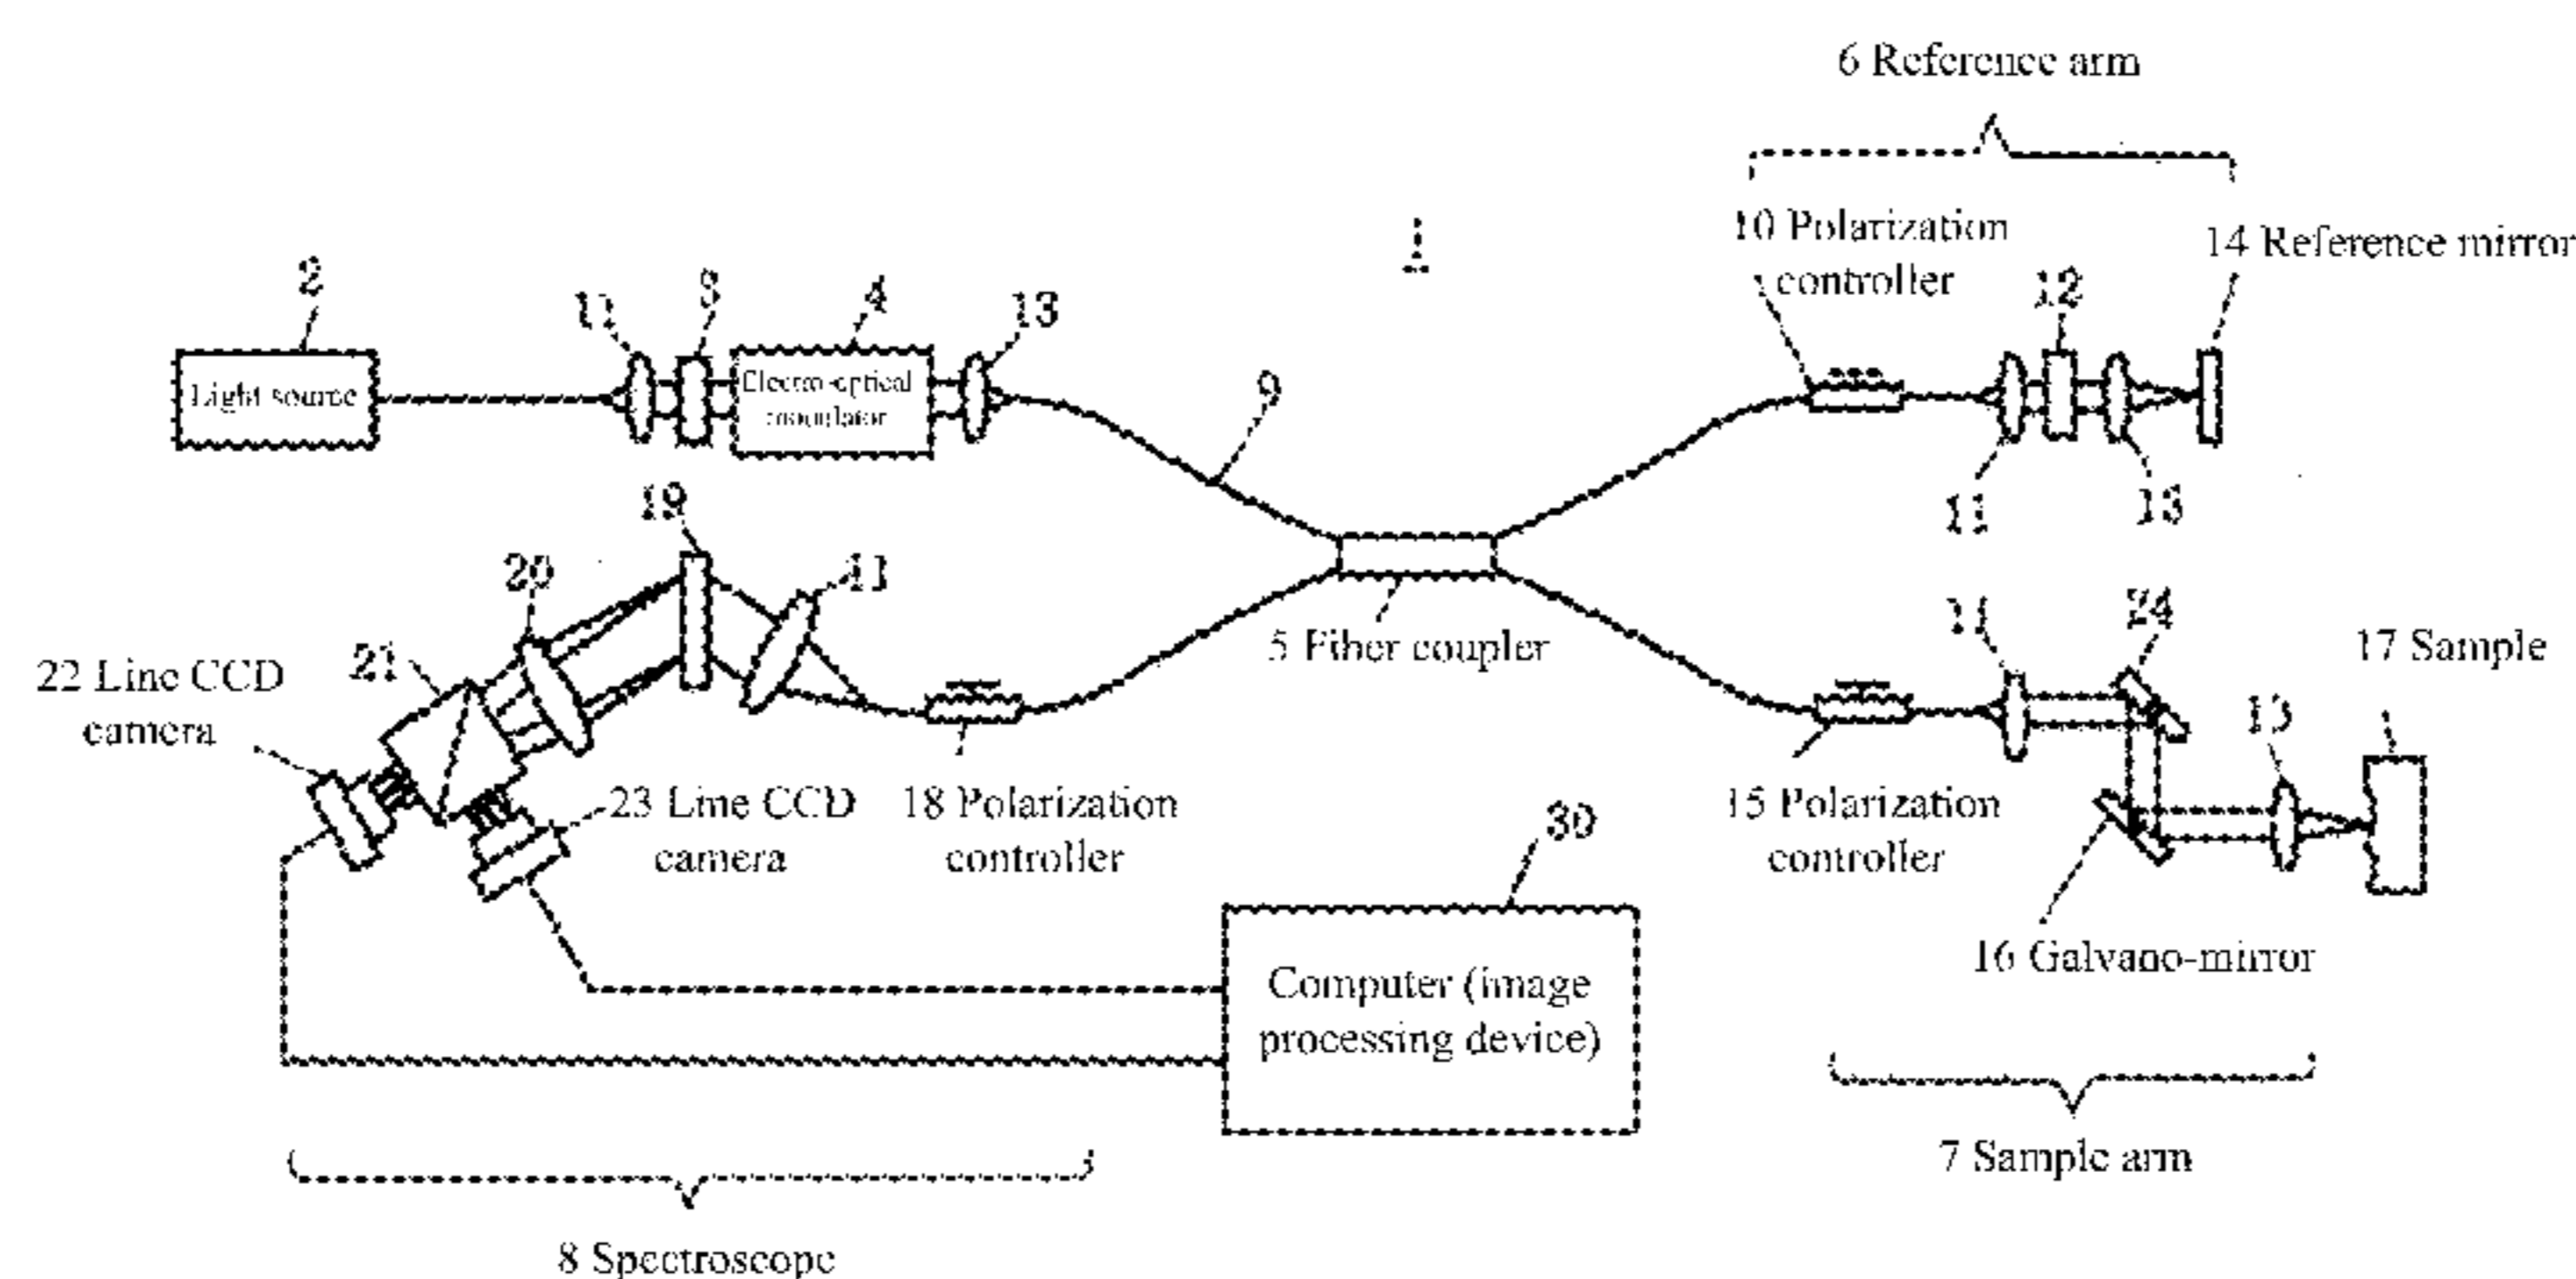 6 Reference arm
10 Polarization
controller
14 Reference mirror
1
2
11
3
4
13
12
Light source
Electro-optical
modulator
9
11
13
19
20
11
21
5 Fiber coupler
11
24
17 Sample
22 Line CCD
camera
13
23 Line CCD
camera
18 Polarization
controller
30
15 Polarization
controller
16 Galvano-mirror
Computer (image
processing device)
7 Sample arm
8 Spectroscope